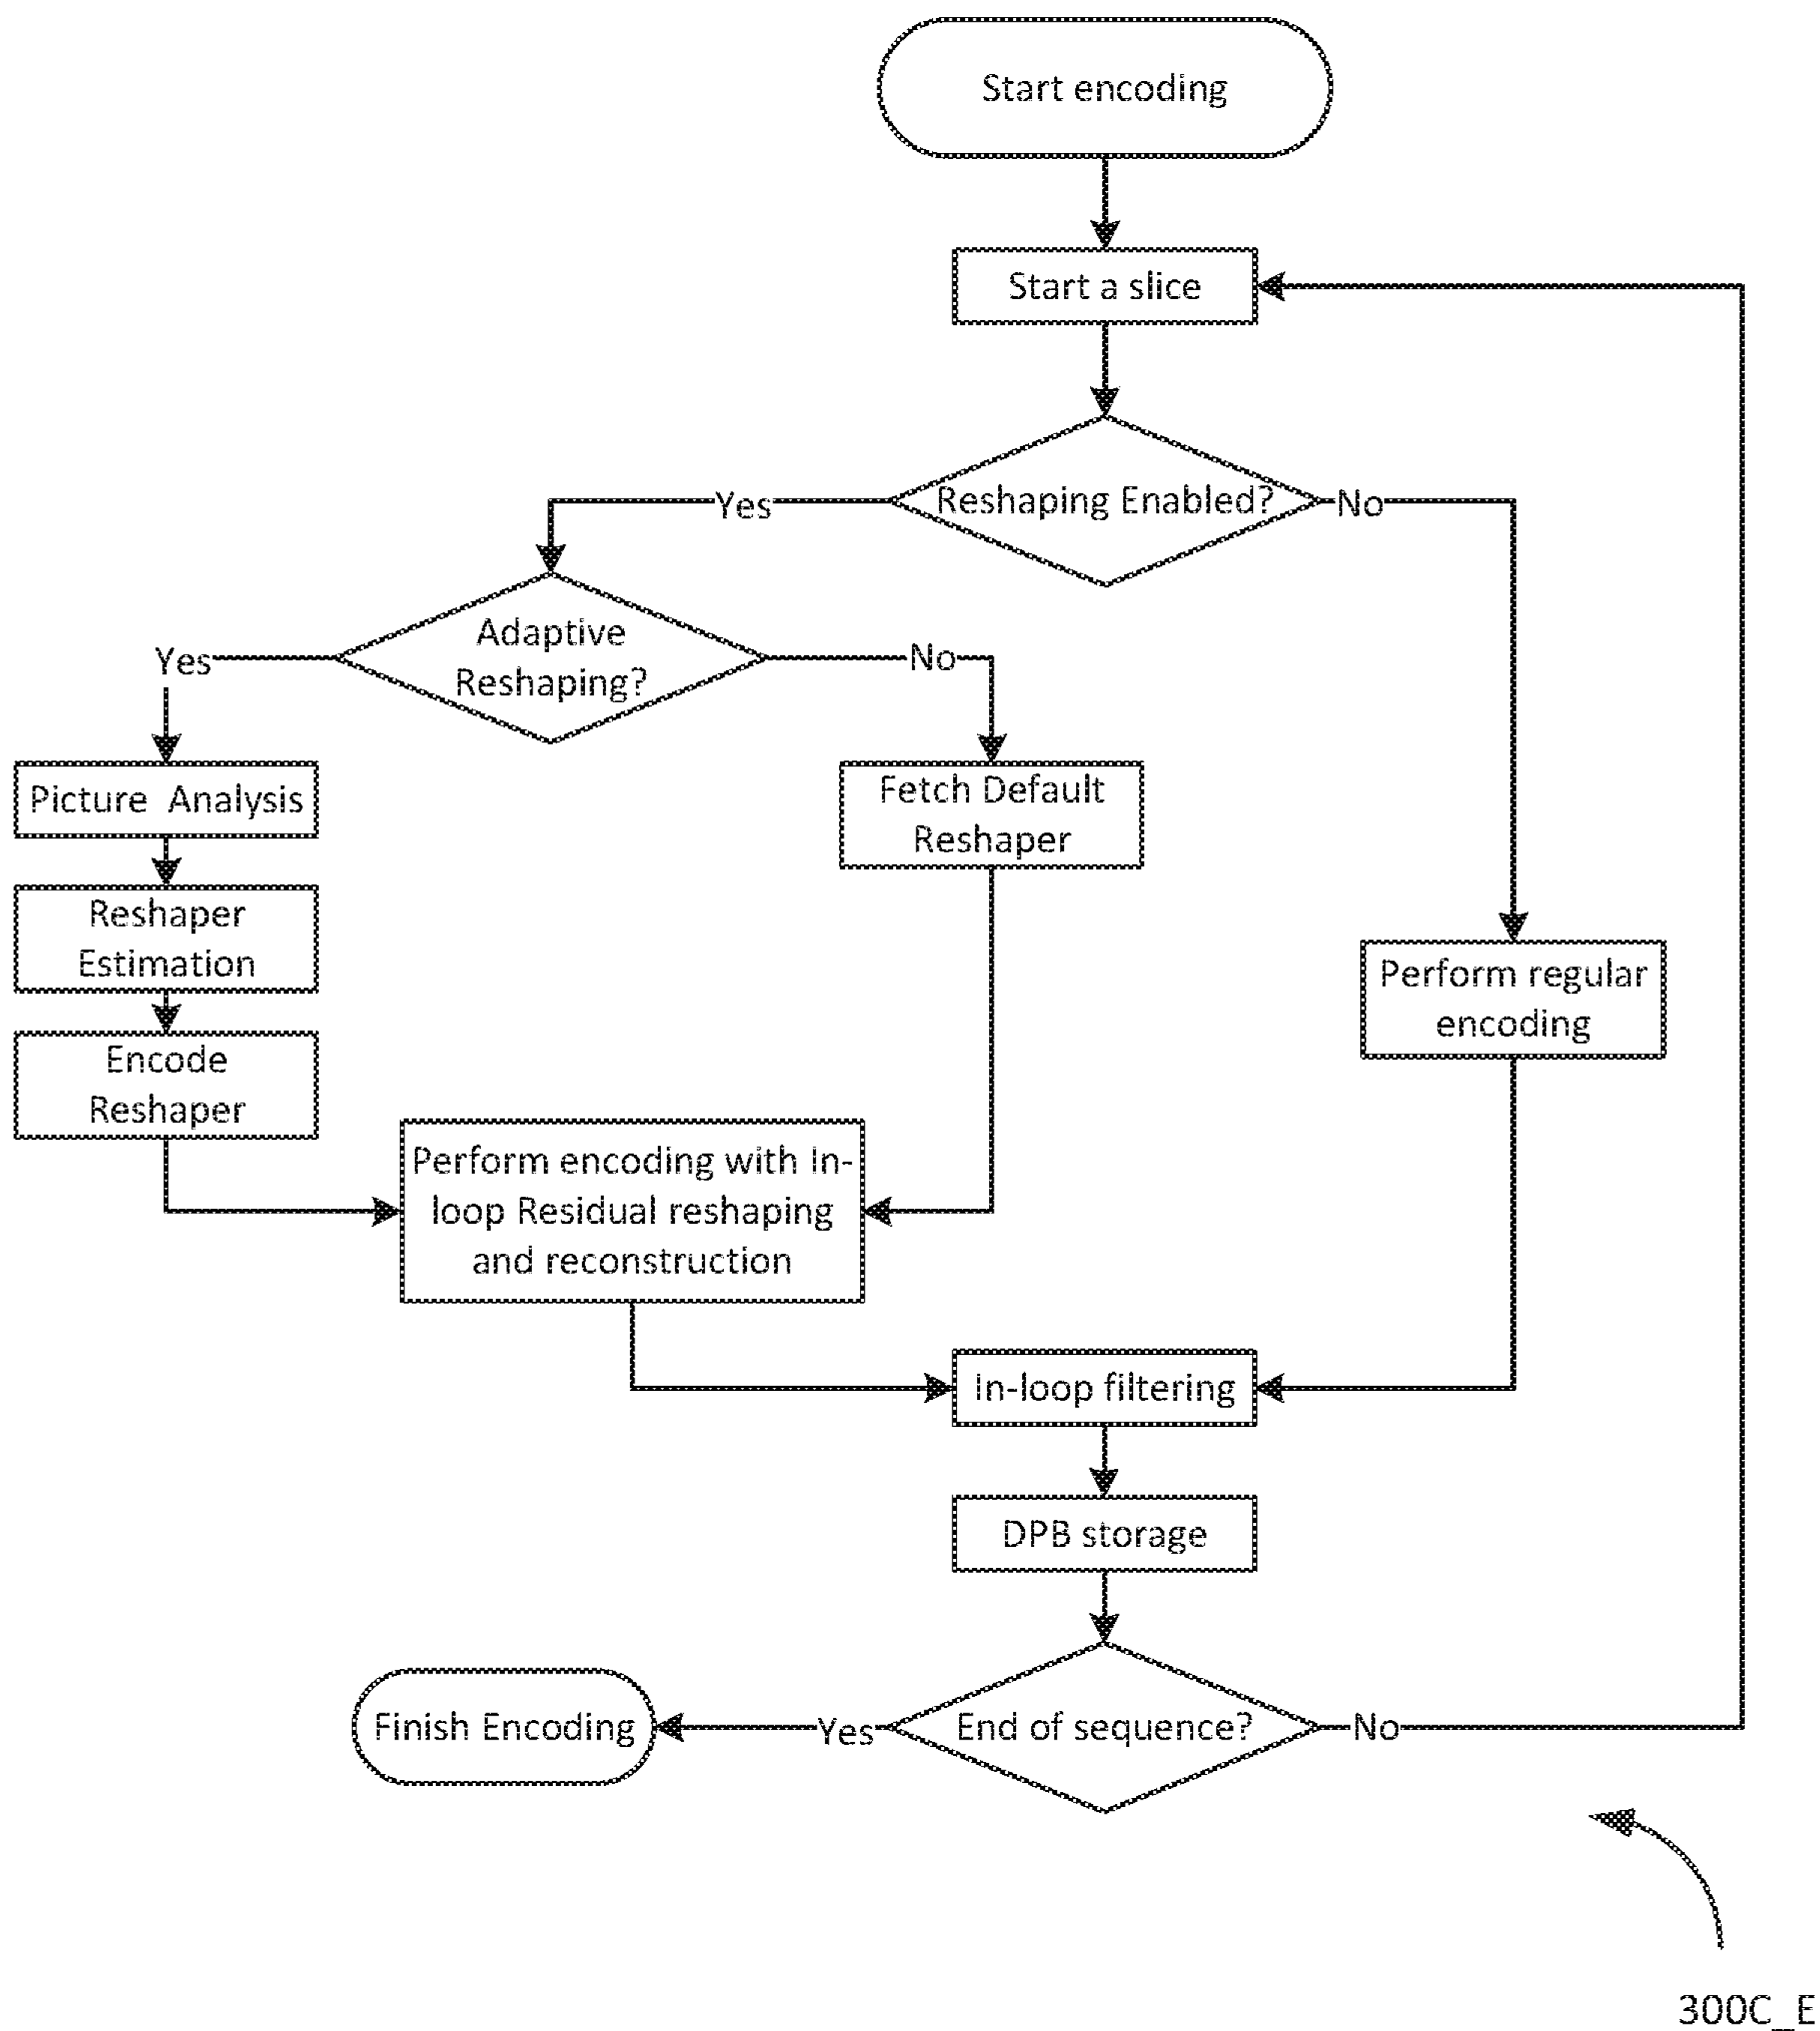 Start encoding
Start a slice
Reshaping Enabled?
Yes
No
Adaptive
Reshaping?
Yes
No
Picture Analysis
Fetch Default
Reshaper
Reshaper
Estimation
Perform regular
encoding
Encode
Reshaper
Perform encoding with In-
loop Residual reshaping
and reconstruction
In-loop filtering
DPB storage
End of sequence?
Yes
No
Finish Encoding
300C_E